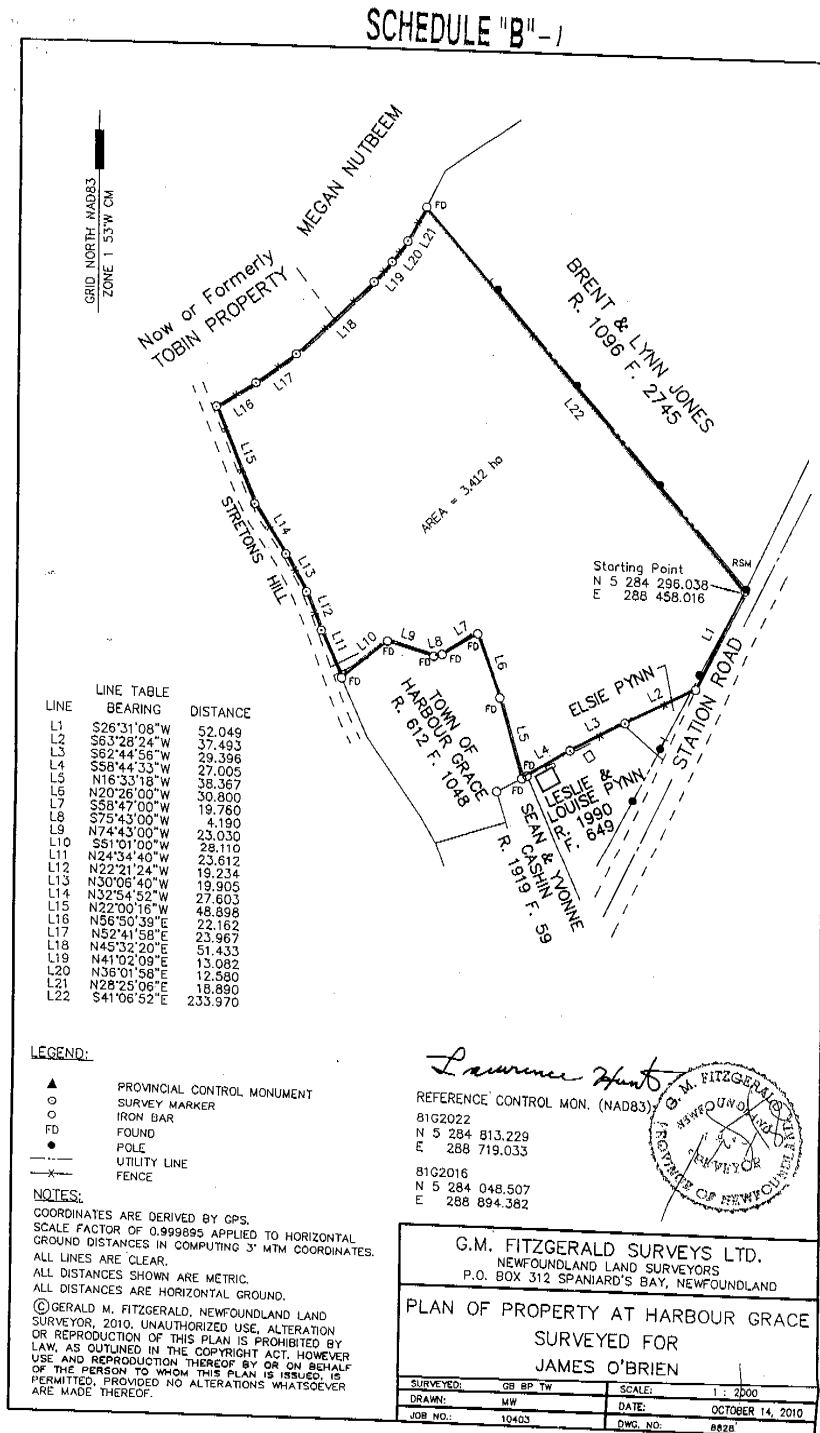 SCHEDULE "B"-1
GRID NORTH NAD83
ZONE 1 53°W CM
MEGAN NUTBEEM
Now or Formerly
TOBIN PROPERTY
FD
L21
L20
L19
L18
L17
L16
L15
L14
L13
L12
L11
L10
L9
L8
L7
L6
L5
L4
L3
L2
L1
L22
BRENT & LYNN JONES
R. 1096 F. 2745
AREA = 3.412 ha
STRETONS HILL
RSM
Starting Point
N 5 284 296.038
E 288 458.016
STATION ROAD
ELSIE PYNN
FD
FD
FD
FD
FD
FD
FD
TOWN OF
HARBOUR GRACE
R. 612 F. 1048
LESLIE &
LOUISE PYNN
R. 1990
F. 649
SEAN & YVONNE
CASHIN
R. 1919 F. 59
LINE TABLE
LINE BEARING DISTANCE
L1 S26°31'08"W 52.049
L2 S63°28'24"W 37.493
L3 S62°44'56"W 29.396
L4 S58°44'33"W 27.005
L5 N16°33'18"W 38.367
L6 N20°26'00"W 30.800
L7 S58°47'00"W 19.760
L8 S75°43'00"W 4.190
L9 N74°43'00"W 23.030
L10 S51°01'00"W 28.110
L11 N24°34'40"W 23.612
L12 N22°21'24"W 19.234
L13 N30°06'40"W 19.905
L14 N32°54'52"W 27.603
L15 N22°00'16"W 48.898
L16 N56°50'39"E 22.162
L17 N52°41'58"E 23.967
L18 N45°32'20"E 51.433
L19 N41°02'09"E 13.082
L20 N36°01'58"E 12.580
L21 N28°25'06"E 18.890
L22 S41°06'52"E 233.970
LEGEND:
PROVINCIAL CONTROL MONUMENT
SURVEY MARKER
IRON BAR
FD FOUND
POLE
UTILITY LINE
FENCE
NOTES:
COORDINATES ARE DERIVED BY GPS.
SCALE FACTOR OF 0.999895 APPLIED TO HORIZONTAL
GROUND DISTANCES IN COMPUTING 3° MTM COORDINATES.
ALL LINES ARE CLEAR.
ALL DISTANCES SHOWN ARE METRIC.
ALL DISTANCES ARE HORIZONTAL GROUND.
©GERALD M. FITZGERALD, NEWFOUNDLAND LAND
SURVEYOR, 2010. UNAUTHORIZED USE, ALTERATION
OR REPRODUCTION OF THIS PLAN IS PROHIBITED BY
LAW, AS OUTLINED IN THE COPYRIGHT ACT. HOWEVER
USE AND REPRODUCTION THEREOF BY OR ON BEHALF
OF THE PERSON TO WHOM THIS PLAN IS ISSUED, IS
PERMITTED, PROVIDED NO ALTERATIONS WHATSOEVER
ARE MADE THEREOF.
Lawrence Hunt
REFERENCE CONTROL MON. (NAD83)
81G2022
N 5 284 813.229
E 288 719.033
81G2016
N 5 284 048.507
E 288 894.382
G. M. FITZGERALD
PROVINCE OF NEWFOUNDLAND
SURVEYOR
G.M. FITZGERALD SURVEYS LTD.
NEWFOUNDLAND LAND SURVEYORS
P.O. BOX 312 SPANIARD'S BAY, NEWFOUNDLAND
PLAN OF PROPERTY AT HARBOUR GRACE
SURVEYED FOR
JAMES O'BRIEN
SURVEYED: GB BP TW SCALE: 1 : 2000
DRAWN: MW DATE: OCTOBER 14, 2010
JOB NO.: 10403 DWG. NO: 8828